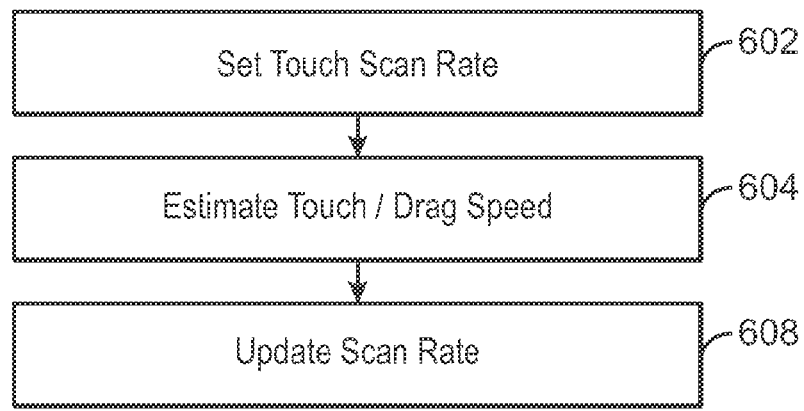 Set Touch Scan Rate
602
Estimate Touch / Drag Speed
604
Update Scan Rate
608